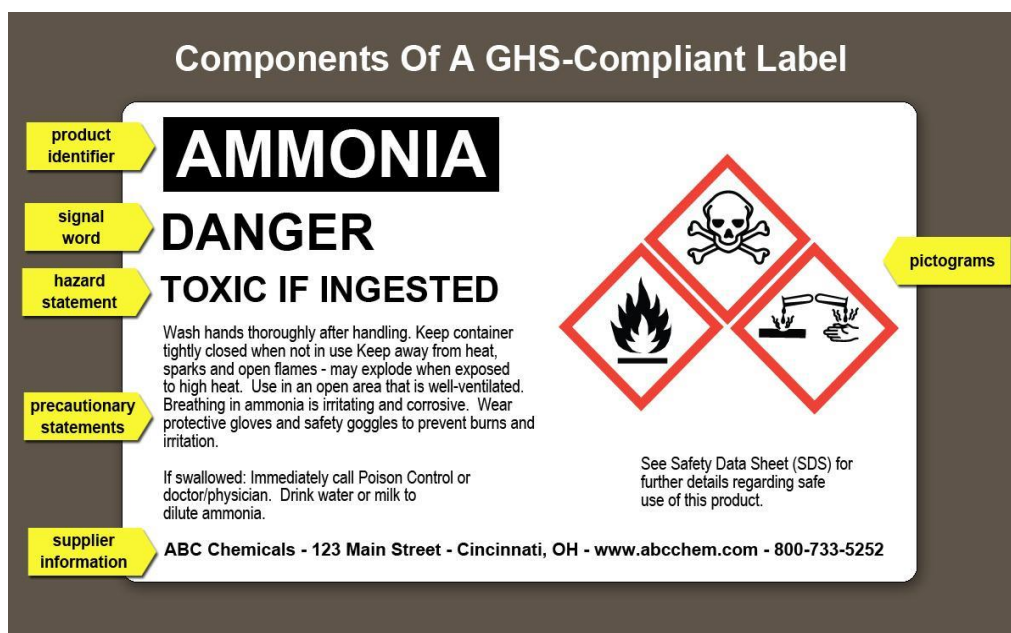 Components Of A GHS-Compliant Label
product
identifier
AMMONIA
signal
word
DANGER
hazard
statement
TOXIC IF INGESTED
pictograms
precautionary
statements
Wash hands thoroughly after handling. Keep container
tightly closed when not in use Keep away from heat,
sparks and open flames - may explode when exposed
to high heat. Use in an open area that is well-ventilated.
Breathing in ammonia is irritating and corrosive. Wear
protective gloves and safety goggles to prevent burns and
irritation.
If swallowed: Immediately call Poison Control or
doctor/physician. Drink water or milk to
dilute ammonia.
See Safety Data Sheet (SDS) for
further details regarding safe
use of this product.
supplier
information
ABC Chemicals - 123 Main Street - Cincinnati, OH - www.abcchem.com - 800-733-5252